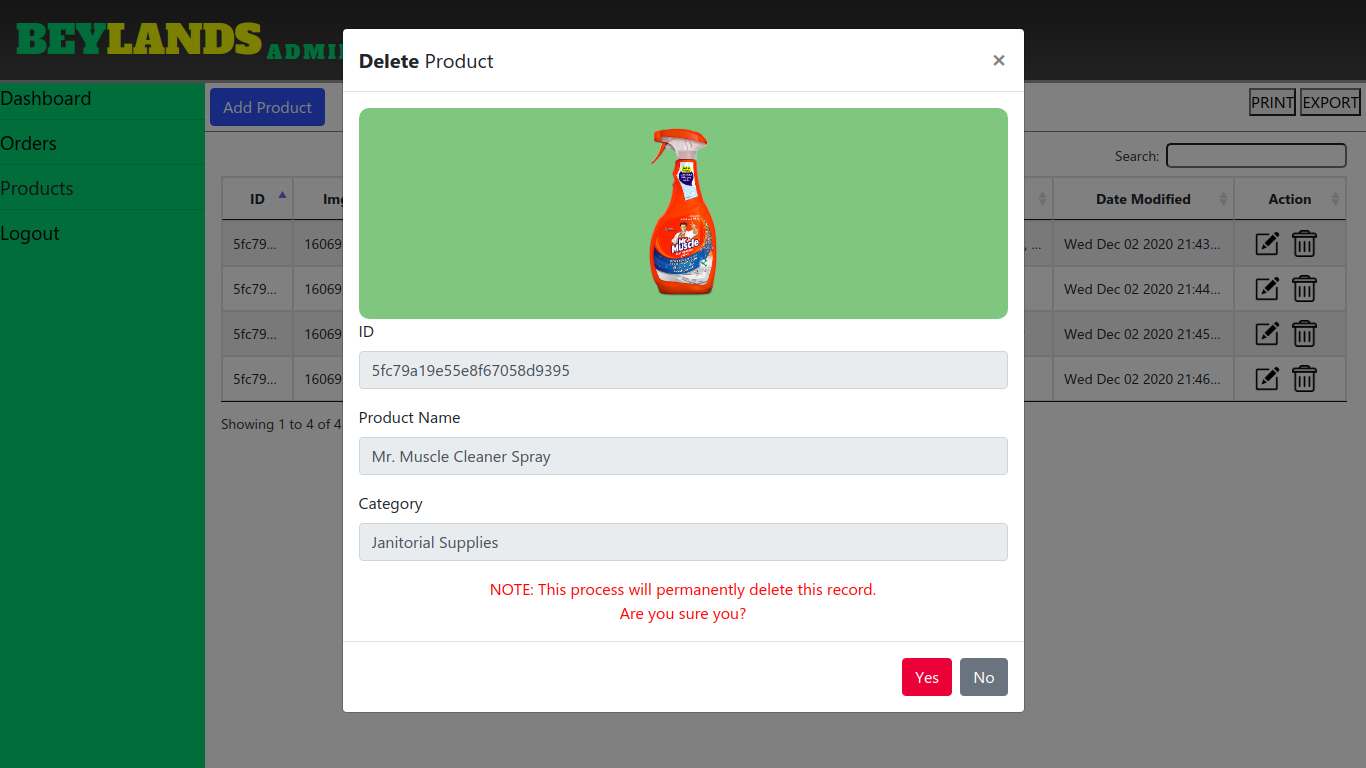 BEYLANDS ADMI
Delete Product
×
Dashboard
Orders
Products
Logout
Add Product
PRINT
EXPORT
Search:
ID
Img
Date Modified
Action
5fc79...
16069
, ...
Wed Dec 02 2020 21:43...
5fc79...
16069
Wed Dec 02 2020 21:44...
5fc79...
16069
Wed Dec 02 2020 21:45...
5fc79...
16069
Wed Dec 02 2020 21:46...
Showing 1 to 4 of 4
Mr. Muscle
ID
5fc79a19e55e8f67058d9395
Product Name
Mr. Muscle Cleaner Spray
Category
Janitorial Supplies
NOTE: This process will permanently delete this record.
Are you sure you?
Yes
No